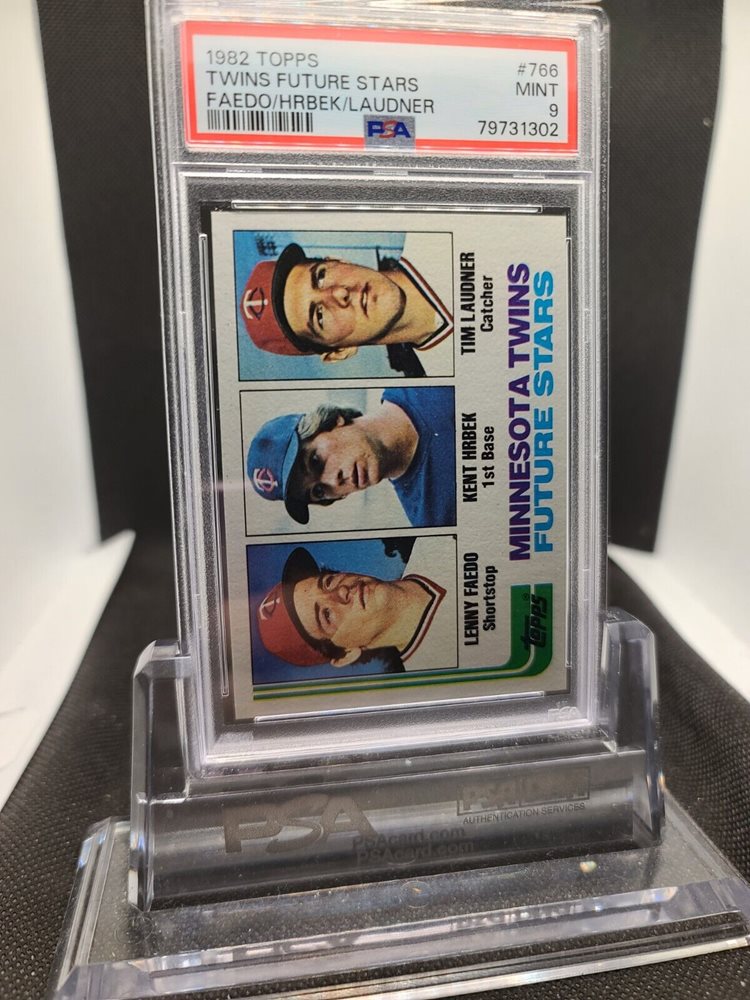 1982 TOPPS
TWINS FUTURE STARS
FAEDO/HRBEK/LAUDNER
#766
MINT
9
79731302
PSA
LENNY FAEDO
Shortstop
KENT HRBEK
1st Base
TIM LAUDNER
Catcher
MINNESOTA TWINS
FUTURE STARS
Topps®
PSA
PSAcard.com
PSAcard.com
AUTHENTICATION SERVICES